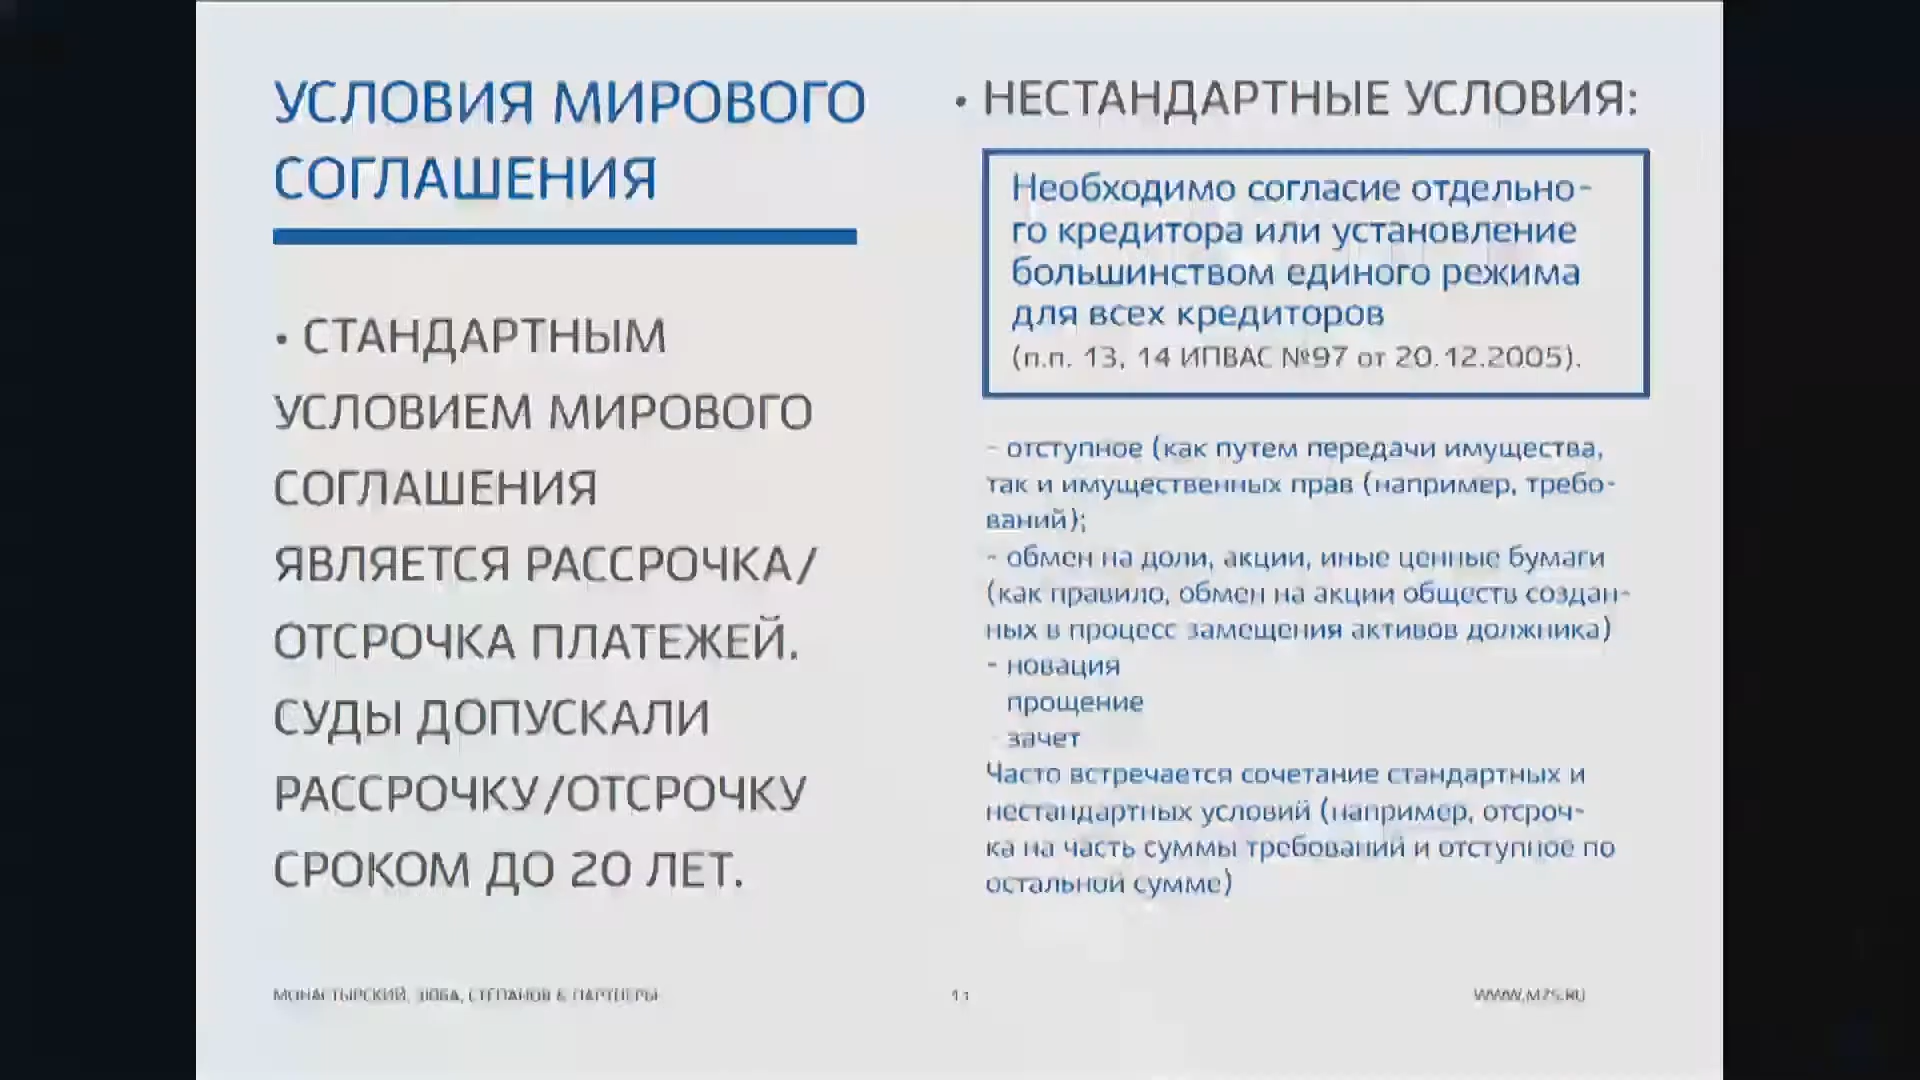 УСЛОВИЯ МИРОВОГО
СОГЛАШЕНИЯ
• СТАНДАРТНЫМ
УСЛОВИЕМ МИРОВОГО
СОГЛАШЕНИЯ
ЯВЛЯЕТСЯ РАССРОЧКА/
ОТСРОЧКА ПЛАТЕЖЕЙ.
СУДЫ ДОПУСКАЛИ
РАССРОЧКУ/ОТСРОЧКУ
СРОКОМ ДО 20 ЛЕТ.
• НЕСТАНДАРТНЫЕ УСЛОВИЯ:
Необходимо согласие отдельно-
го кредитора или установление
большинством единого режима
для всех кредиторов
(п.п. 13, 14 ИПВАС №97 от 20.12.2005).
- отступное (как путем передачи имущества,
так и имущественных прав (например, требо-
ваний);
- обмен на доли, акции, иные ценные бумаги
(как правило, обмен на акции обществ создан-
ных в процесс замещения активов должника)
- новация
прощение
- зачет
Часто встречается сочетание стандартных и
нестандартных условий (например, отсроч-
ка на часть суммы требований и отступное по
остальной сумме)
МОНАСТЫРСКИЙ, ЗЮБА, СТЕПАНОВ & ПАРТНЕРЫ
11
WWW.MZS.RU